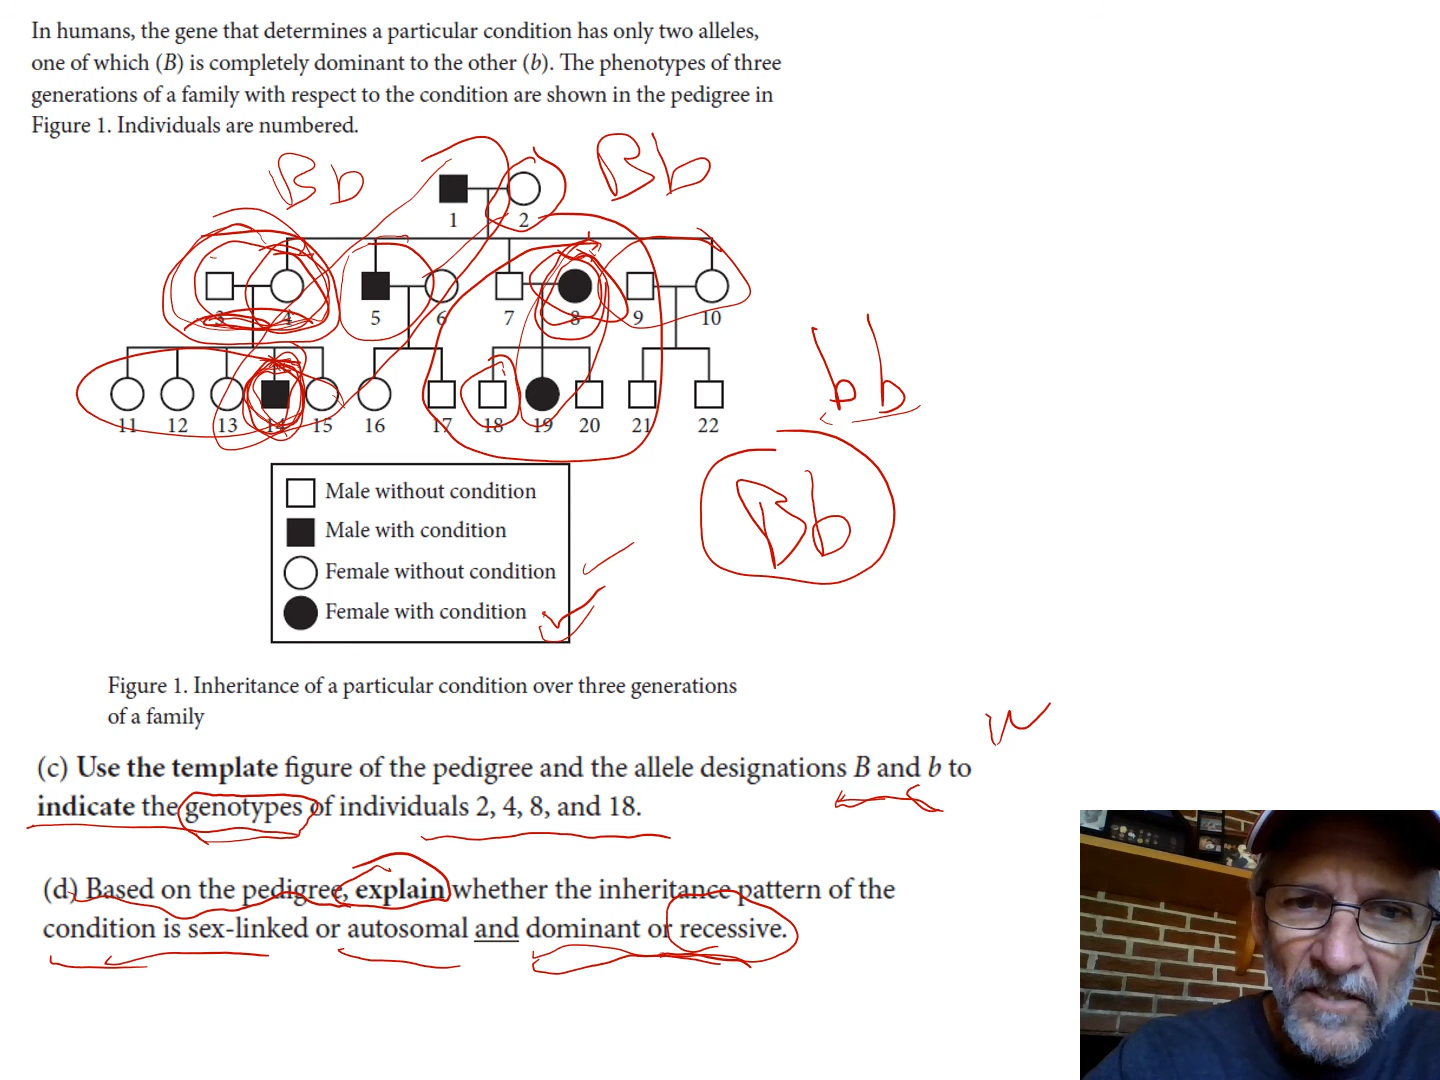 In humans, the gene that determines a particular condition has only two alleles,
one of which (B) is completely dominant to the other (b). The phenotypes of three
generations of a family with respect to the condition are shown in the pedigree in
Figure 1. Individuals are numbered.
Bb
Bb
1 2
3 4 5 6 7 8 9 10
bb
11 12 13 14 15 16 17 18 19 20 21 22
Bb
Male without condition
Male with condition
Female without condition
Female with condition
Figure 1. Inheritance of a particular condition over three generations
of a family
(c) Use the template figure of the pedigree and the allele designations B and b to
indicate the genotypes of individuals 2, 4, 8, and 18.
(d) Based on the pedigree, explain whether the inheritance pattern of the
condition is sex-linked or autosomal and dominant or recessive.